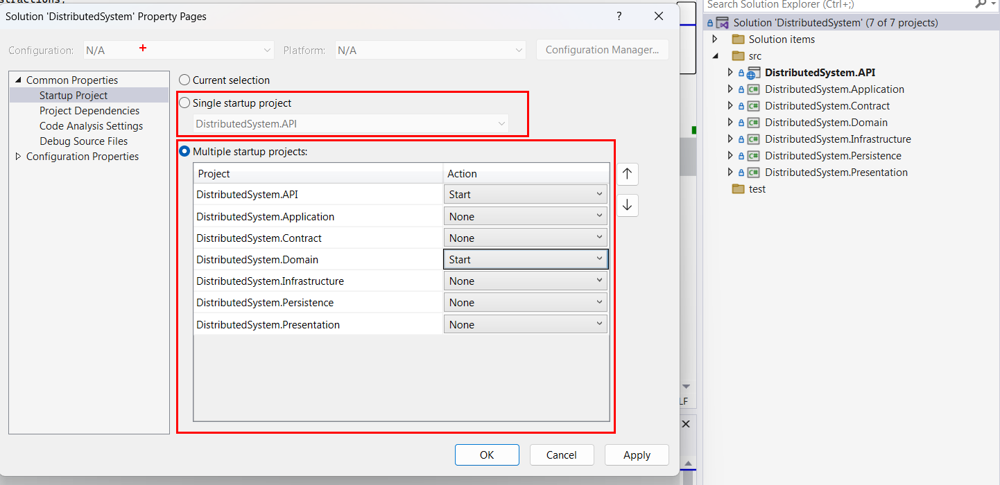 stractions;
Solution 'DistributedSystem' Property Pages
?
Configuration: N/A
Platform: N/A
Configuration Manager...
Common Properties
Startup Project
Project Dependencies
Code Analysis Settings
Debug Source Files
Configuration Properties
Current selection
Single startup project
DistributedSystem.API
Multiple startup projects:
Project Action
DistributedSystem.API Start
DistributedSystem.Application None
DistributedSystem.Contract None
DistributedSystem.Domain Start
DistributedSystem.Infrastructure None
DistributedSystem.Persistence None
DistributedSystem.Presentation None
OK Cancel Apply
LF
Search Solution Explorer (Ctrl+;)
Solution 'DistributedSystem' (7 of 7 projects)
Solution items
src
DistributedSystem.API
C# DistributedSystem.Application
C# DistributedSystem.Contract
C# DistributedSystem.Domain
C# DistributedSystem.Infrastructure
C# DistributedSystem.Persistence
C# DistributedSystem.Presentation
test